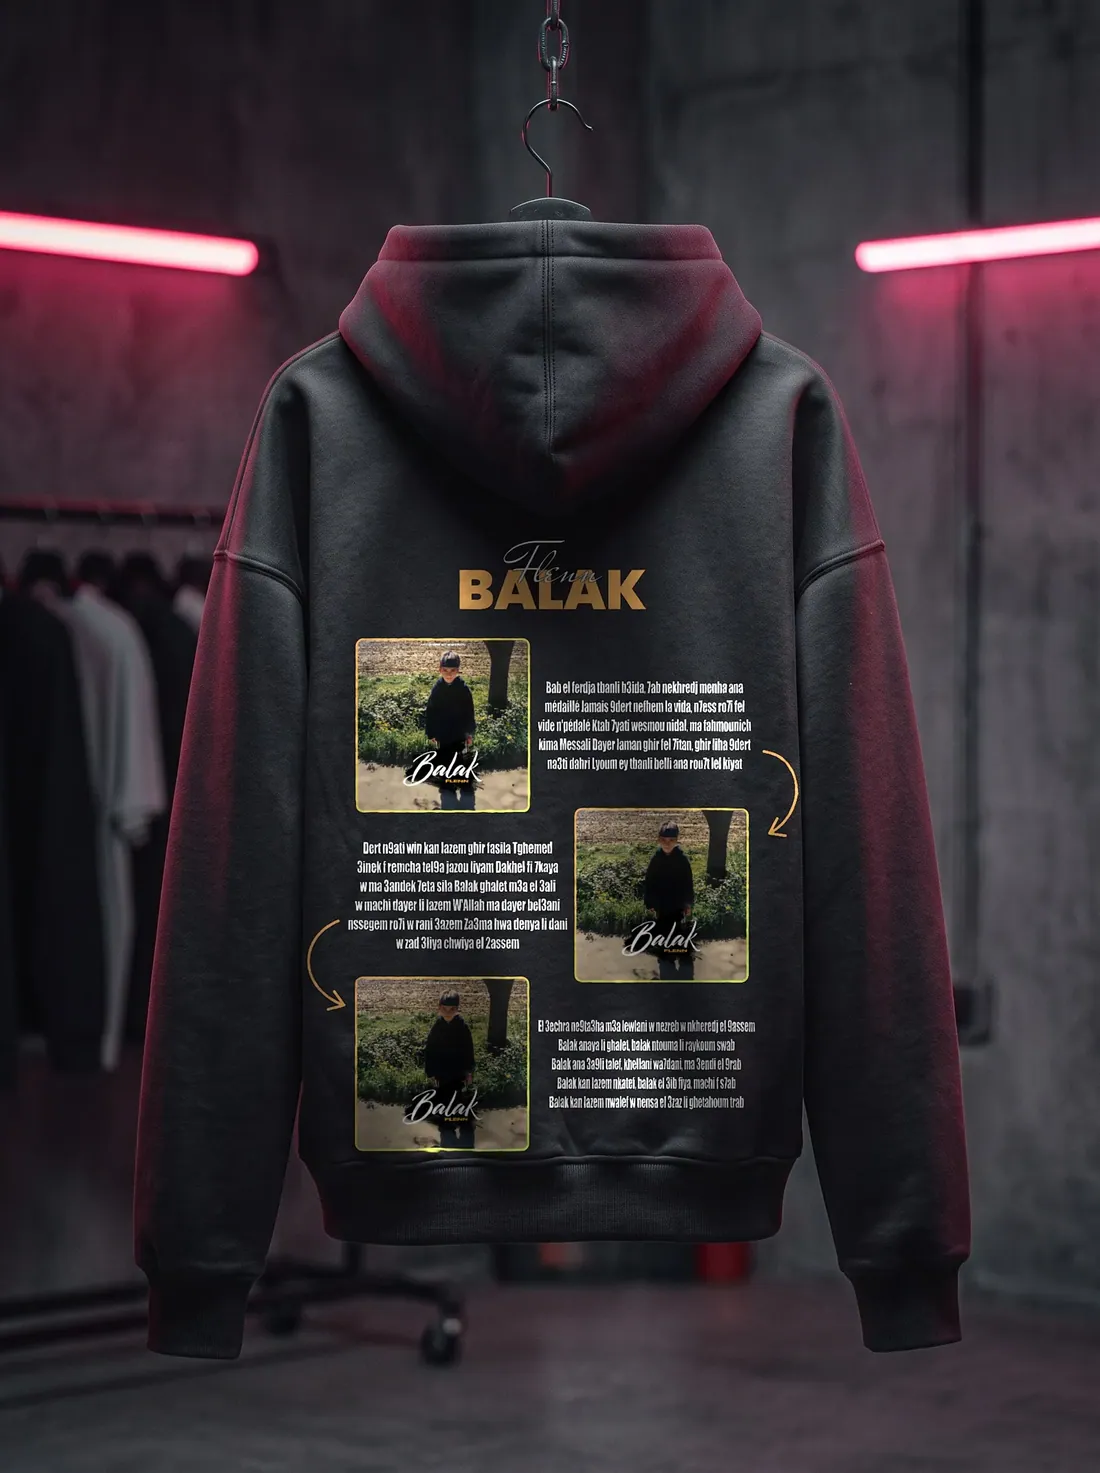 Flenn
BALAK
Balak
FLENN
Bab el ferdja tbanli b3ida, 7ab nekhredj menha ana
médaillé Jamais 9dert nefhem la vida, n7ess ro7i fel
vide n'pédalé Ktab 7yati wesmou nidal, ma fahmounich
kima Messali Dayer laman ghir fel 7itan, ghir liha 9dert
na3ti dahri Lyoum ey tbanli belli ana rou7t lel kiyat
Dert n9ati win kan lazem ghir fasila Tghemed
3inek f remcha tel9a jazou liyam Dakhel fi 7kaya
w ma 3andek 7eta sila Balak ghalet m3a el 3ali
w machi dayer li lazem W'Allah ma dayer bel3ani
nssegem ro7i w rani 3azem Za3ma hwa denya li dani
w zad 3liya chwiya el 2assem
Balak
FLENN
Balak
FLENN
El 3echra ne9ta3ha m3a lewlani w nezreb w nkheredj el 9assem
Balak anaya li ghalet, balak ntouma li raykoum swab
Balak ana 3a9li talef, khellani wa7dani, ma 3endi el 9rab
Balak kan lazem nkatel, balak el 3ib fiya, machi f s7ab
Balak kan lazem nwalef w nensa el 3zaz li ghetahoum trab